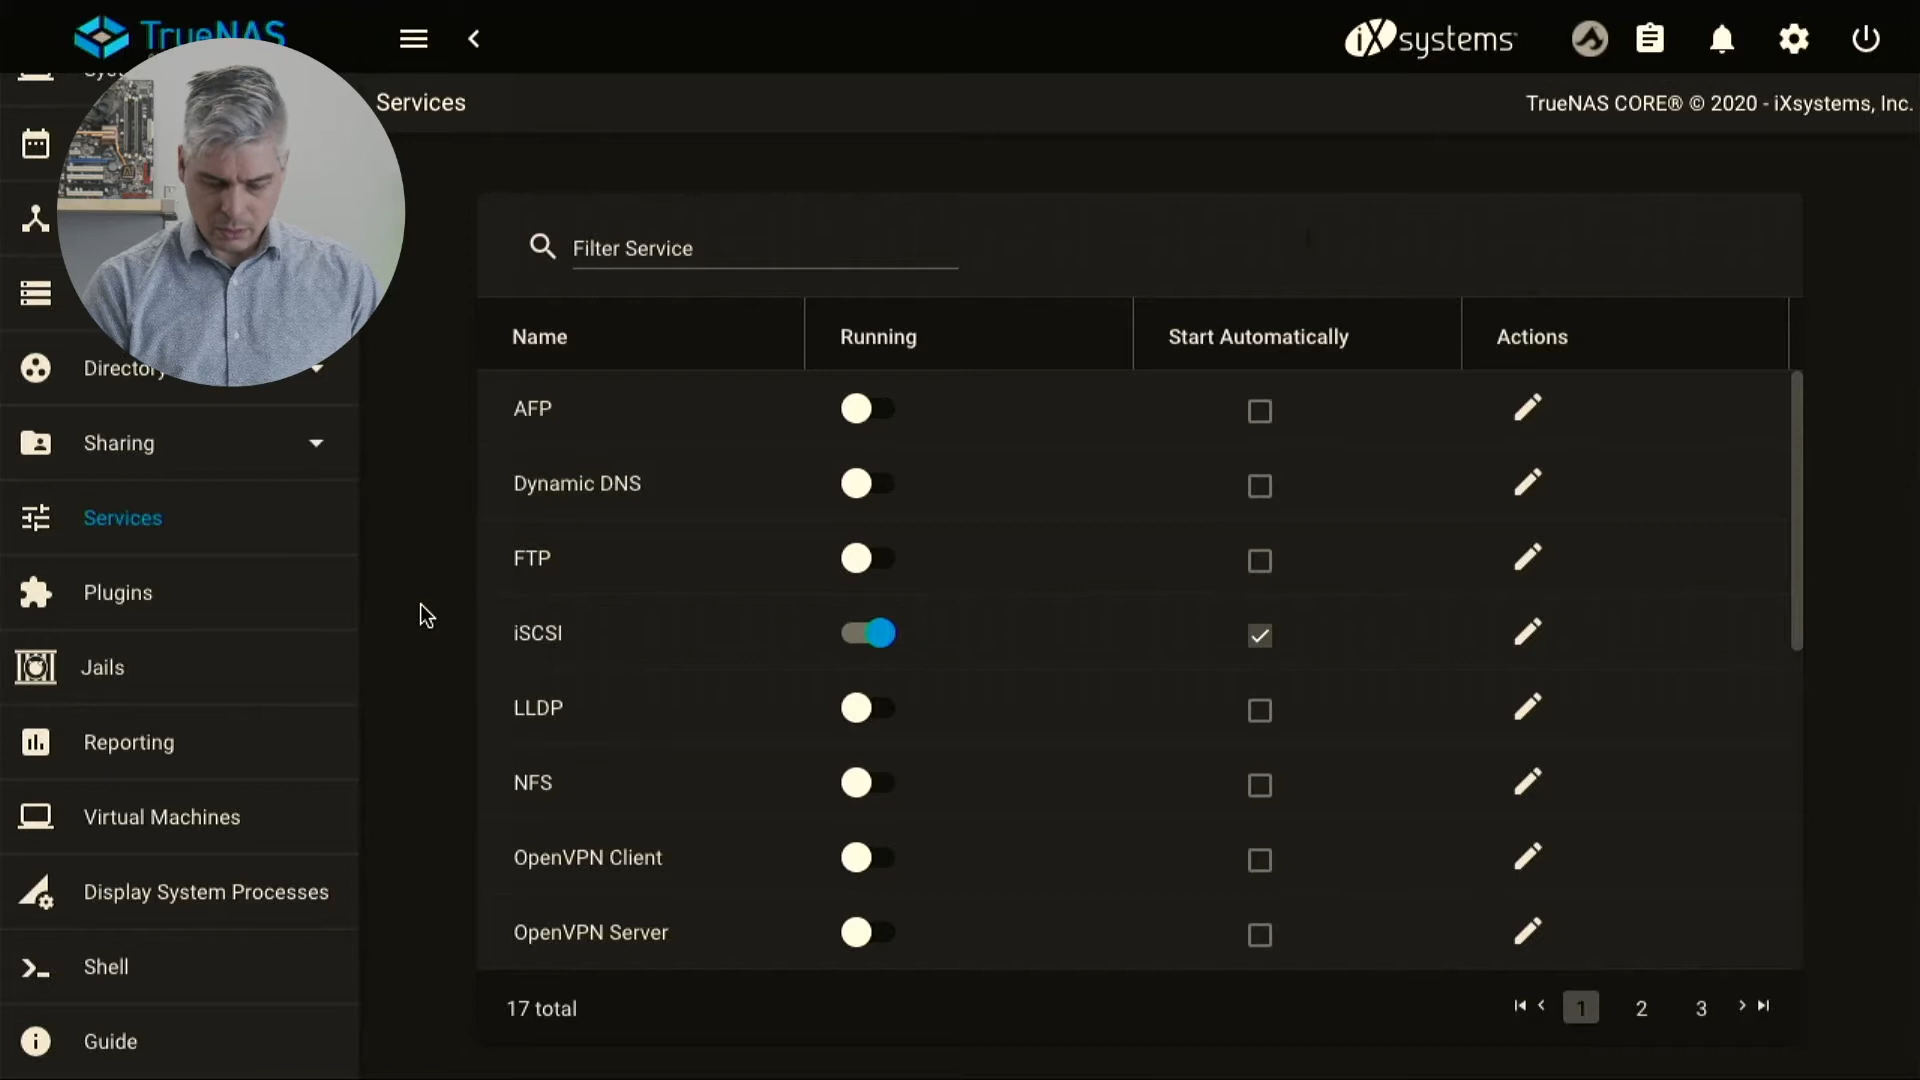 TrueNAS
iXsystems
Services
TrueNAS CORE® © 2020 - iXsystems, Inc.
Filter Service
Name
Running
Start Automatically
Actions
AFP
Dynamic DNS
FTP
iSCSI
LLDP
NFS
OpenVPN Client
OpenVPN Server
17 total
1
2
3
Sharing
Services
Plugins
Jails
Reporting
Virtual Machines
Display System Processes
Shell
Guide